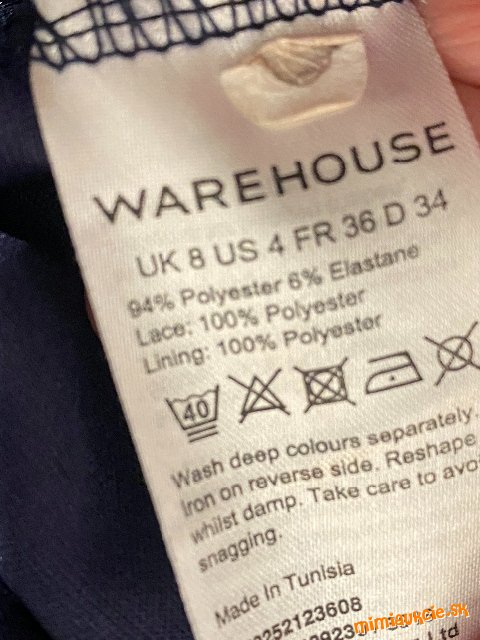 WAREHOUSE
UK 8 US 4 FR 36 D 34
94% Polyester 6% Elastane
Lace: 100% Polyester
Lining: 100% Polyester
40
Wash deep colours separately.
Iron on reverse side. Reshape
whilst damp. Take care to avo
snagging.
Made In Tunisia
0252123608
mimibazar.sk